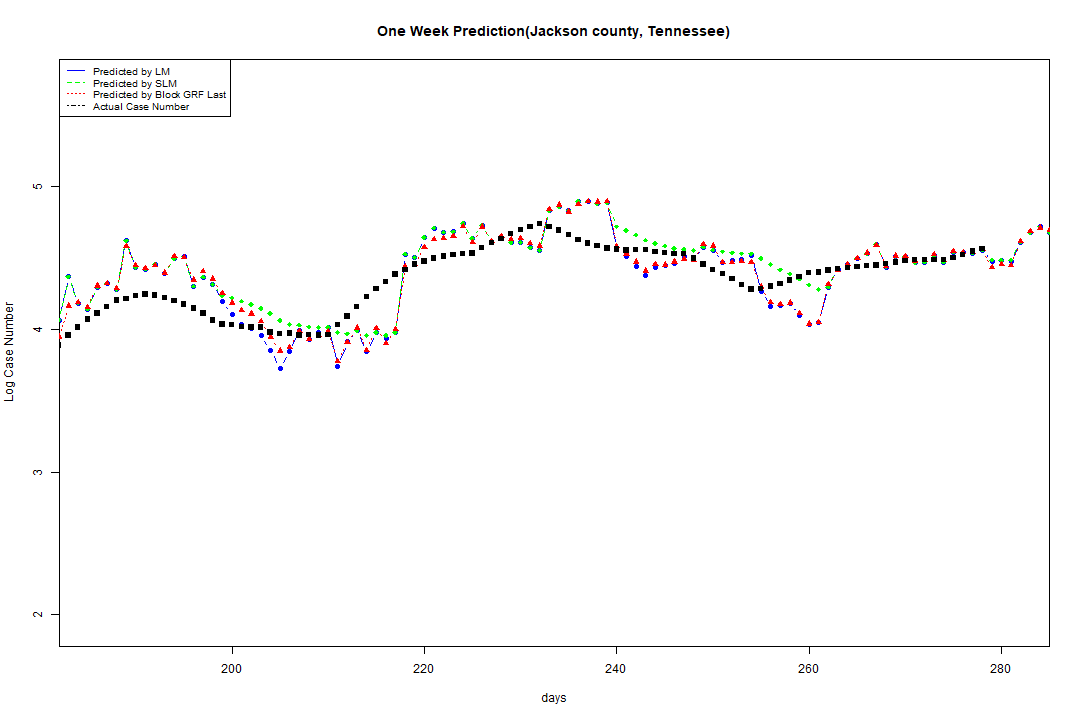 One Week Prediction(Jackson county, Tennessee)
Predicted by LM
Predicted by SLM
Predicted by Block GRF Last
Actual Case Number
Log Case Number
5
4
3
2
200
220
240
260
280
days